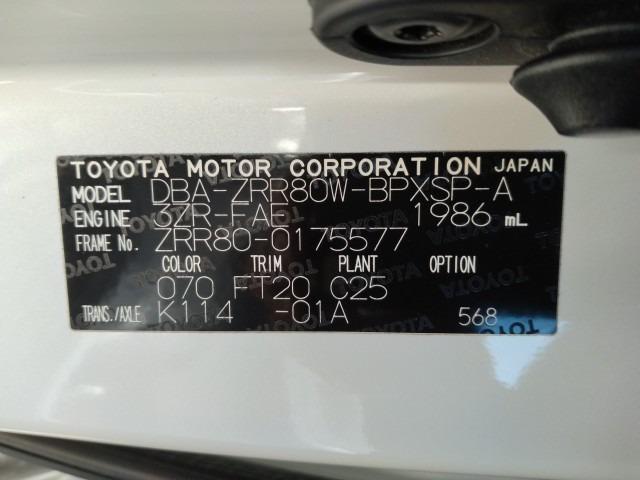 TOYOTA MOTOR CORPORATION JAPAN
MODEL DBA-ZRR80W-BPXSP-A
ENGINE 3ZR-FAE 1986 mL
FRAME No. ZRR80-0175577
COLOR TRIM PLANT OPTION
070 FT20 C25
TRANS./AXLE K114 -01A 568